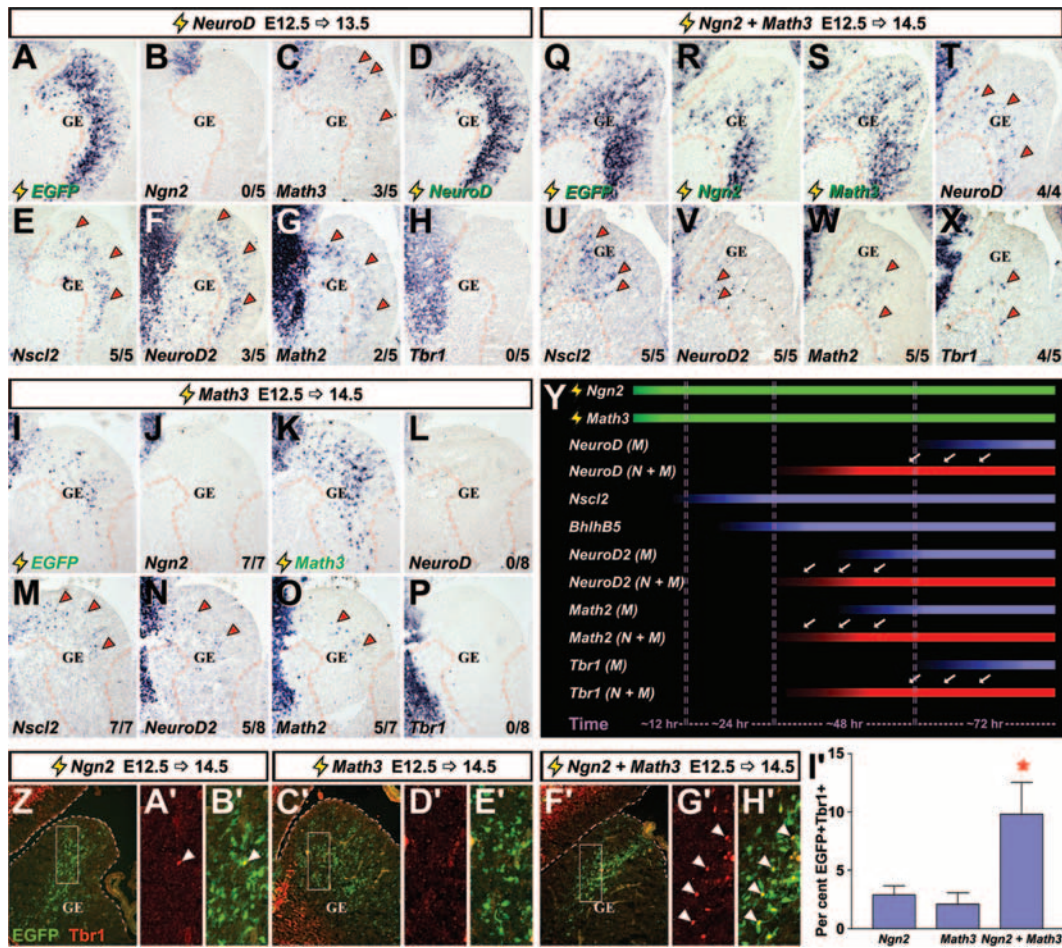 NeuroD E12.5 ⇨ 13.5
A
GE
EGFP
B
GE
Ngn2 0/5
C
GE
Math3 3/5
D
GE
NeuroD
E
GE
Nscl2 5/5
F
GE
NeuroD2 3/5
G
GE
Math2 2/5
H
GE
Tbr1 0/5
Ngn2 + Math3 E12.5 ⇨ 14.5
Q
GE
EGFP
R
GE
Ngn2
S
GE
Math3
T
GE
NeuroD 4/4
U
GE
Nscl2 5/5
V
GE
NeuroD2 5/5
W
GE
Math2 5/5
X
GE
Tbr1 4/5
Math3 E12.5 ⇨ 14.5
I
GE
EGFP
J
GE
Ngn2 7/7
K
GE
Math3
L
GE
NeuroD 0/8
M
GE
Nscl2 7/7
N
GE
NeuroD2 5/8
O
GE
Math2 5/7
P
GE
Tbr1 0/8
Y
Ngn2
Math3
NeuroD (M)
NeuroD (N + M)
Nscl2
BhlhB5
NeuroD2 (M)
NeuroD2 (N + M)
Math2 (M)
Math2 (N + M)
Tbr1 (M)
Tbr1 (N + M)
Time ~12 hr ~24 hr ~48 hr ~72 hr
Ngn2 E12.5 ⇨ 14.5
Z
GE
EGFP Tbr1
A'
B'
Math3 E12.5 ⇨ 14.5
C'
GE
D'
E'
Ngn2 + Math3 E12.5 ⇨ 14.5
F'
GE
G'
H'
I'
Per cent EGFP+Tbr1+
15
10
5
0
*
Ngn2 Math3 Ngn2 + Math3